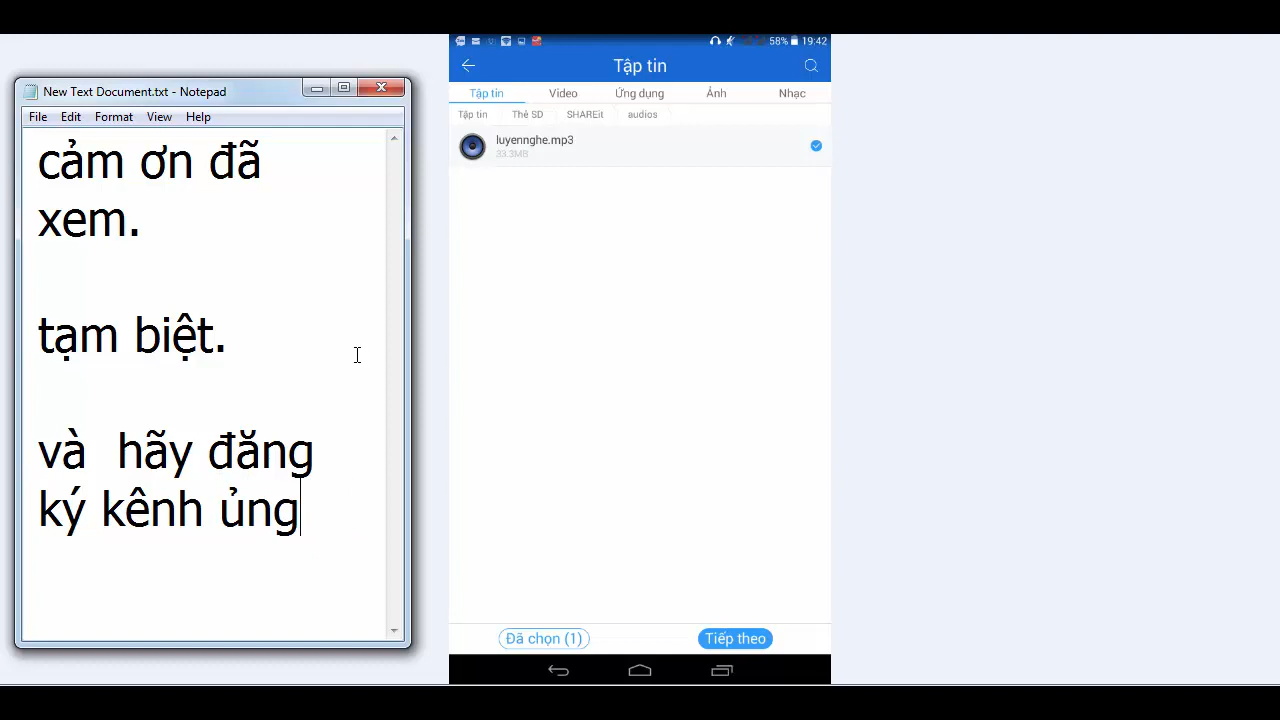 New Text Document.txt - Notepad
File Edit Format View Help
cảm ơn đã
xem.
tạm biệt.
và  hãy đăng
ký kênh ủng
58% 19:42
Tập tin
Tập tin Video Ứng dụng Ảnh Nhạc
Tập tin Thẻ SD SHAREit audios
luyennghe.mp3
33.3MB
Đã chọn (1) Tiếp theo